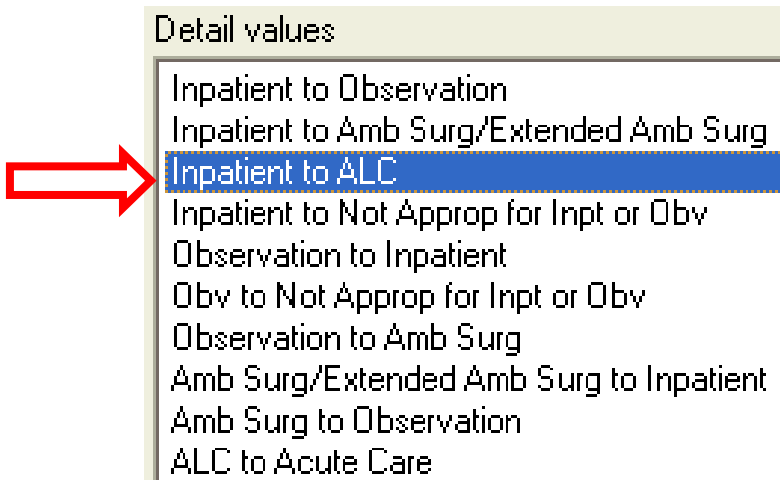 Detail values
Inpatient to Observation
Inpatient to Amb Surg/Extended Amb Surg
Inpatient to ALC
Inpatient to Not Approp for Inpt or Obv
Observation to Inpatient
Obv to Not Approp for Inpt or Obv
Observation to Amb Surg
Amb Surg/Extended Amb Surg to Inpatient
Amb Surg to Observation
ALC to Acute Care